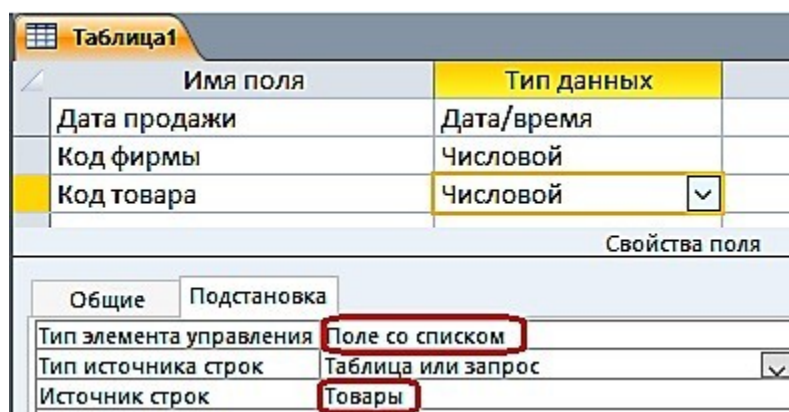 Таблица1
Имя поля Тип данных
Дата продажи Дата/время
Код фирмы Числовой
Код товара Числовой
Свойства поля
Общие Подстановка
Тип элемента управления Поле со списком
Тип источника строк Таблица или запрос
Источник строк Товары